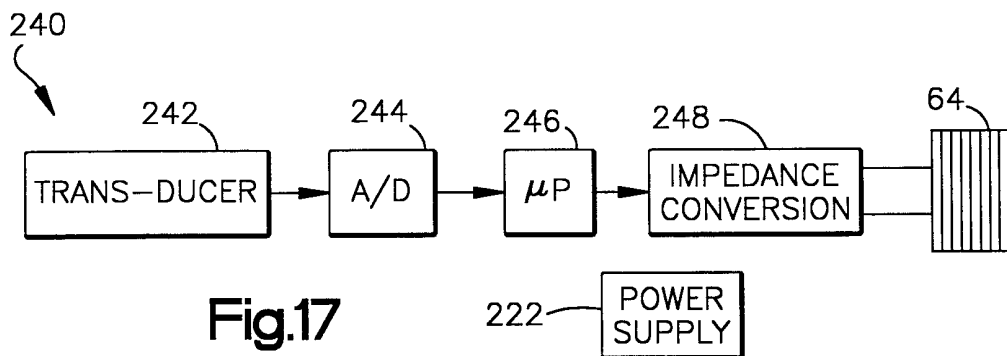 240
242
244
246
248
64
TRANS-DUCER
A/D
μP
IMPEDANCE
CONVERSION
Fig.17
222
POWER
SUPPLY